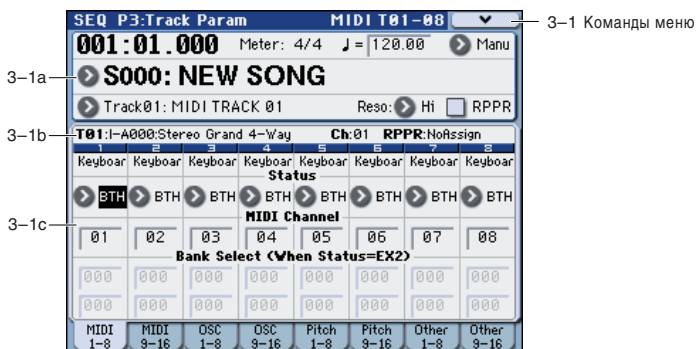 SEQ P3:Track Param MIDI T01-08
3-1 Команды меню
001:01.000 Meter: 4/4 ♩=120.00 Manu
3-1a
S000: NEW SONG
Track01: MIDI TRACK 01 Reso: Hi RPPR
3-1b
T01:I-A000:Stereo Grand 4-Way Ch:01 RPPR:NoAssign
1 2 3 4 5 6 7 8
Keyboar Keyboar Keyboar Keyboar Keyboar Keyboar Keyboar Keyboar
Status
BTH BTH BTH BTH BTH BTH BTH BTH
3-1c
MIDI Channel
01 02 03 04 05 06 07 08
Bank Select (When Status=EX2)
000 000 000 000 000 000 000 000
000 000 000 000 000 000 000 000
MIDI 1-8 MIDI 9-16 OSC 1-8 OSC 9-16 Pitch 1-8 Pitch 9-16 Other 1-8 Other 9-16